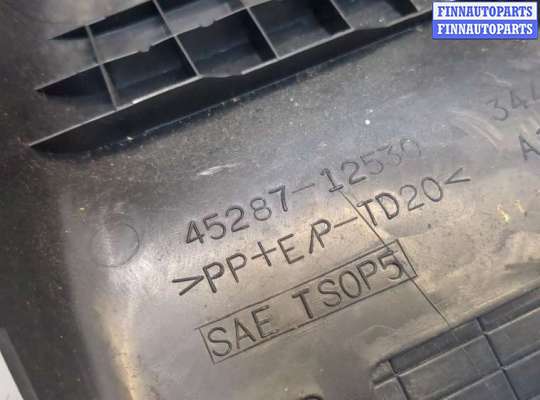 FINNAUTOPARTS
FINNAUTOPARTS
45287-12530
>PP+E/P-TD20<
SAE TSOP5